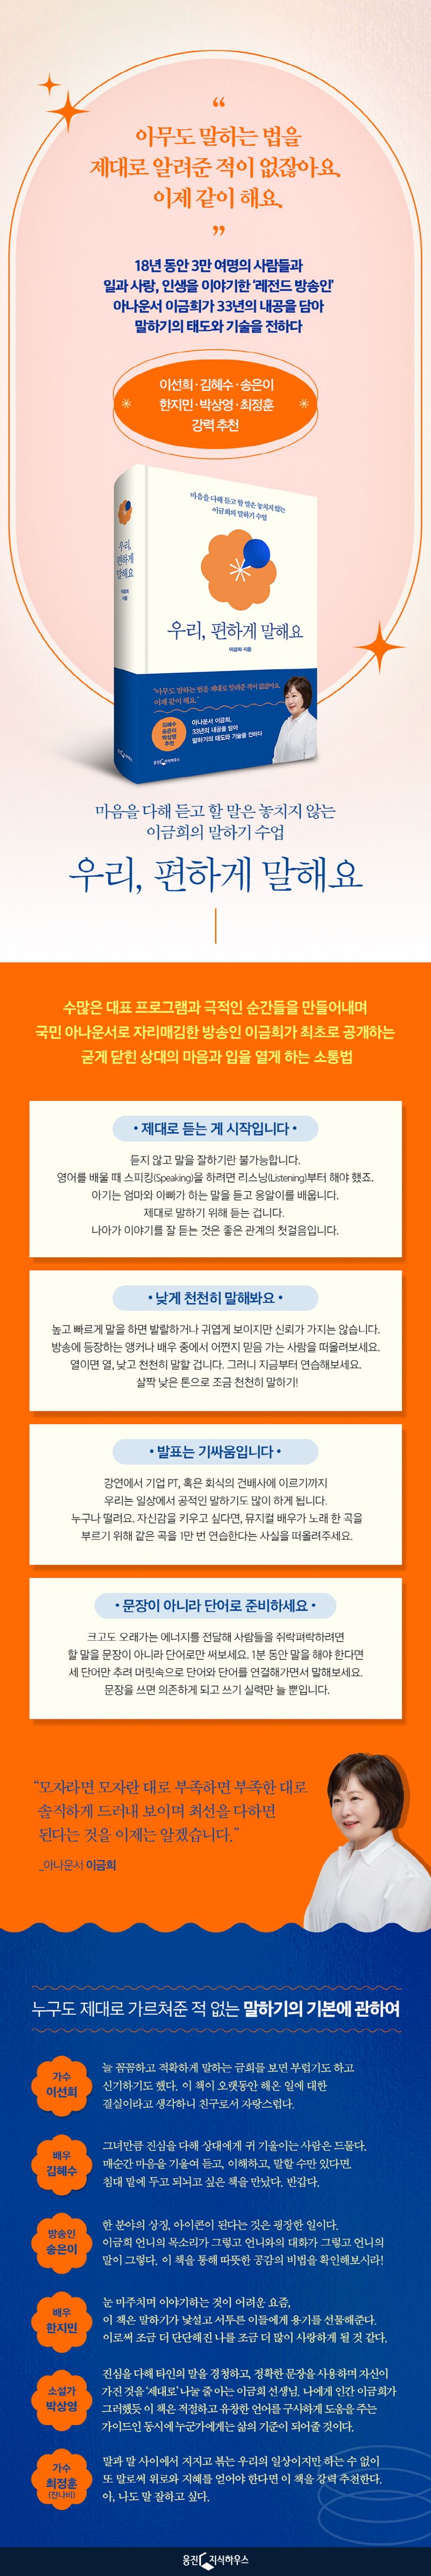 “
아무도 말하는 법을
제대로 알려준 적이 없잖아요.
이제 같이 해요.
”
18년 동안 3만 여명의 사람들과
일과 사랑, 인생을 이야기한 ‘레전드 방송인’
아나운서 이금희가 33년의 내공을 담아
말하기의 태도와 기술을 전하다
이선희 · 김혜수 · 송은이
한지민 · 박상영 · 최정훈
강력 추천
마음을 다해 듣고 할 말은 놓치지 않는
이금희의 말하기 수업
우리, 편하게 말해요
이금희 지음
우리,
편하게
말해요
이금희
지음
“아무도 말하는 법을 제대로 알려준 적이 없잖아요.
이제 같이 해요.”
김혜수
송은이
박상영
추천
아나운서 이금희,
33년의 내공을 담아
말하기의 태도와 기술을 전하다
웅진지식하우스
마음을 다해 듣고 할 말은 놓치지 않는
이금희의 말하기 수업
우리, 편하게 말해요
수많은 대표 프로그램과 극적인 순간들을 만들어내며
국민 아나운서로 자리매김한 방송인 이금희가 최초로 공개하는
굳게 닫힌 상대의 마음과 입을 열게 하는 소통법
• 제대로 듣는 게 시작입니다 •
듣지 않고 말을 잘하기란 불가능합니다.
영어를 배울 때 스피킹(Speaking)을 하려면 리스닝(Listening)부터 해야 했죠.
아기는 엄마와 아빠가 하는 말을 듣고 옹알이를 배웁니다.
제대로 말하기 위해 듣는 겁니다.
나아가 이야기를 잘 듣는 것은 좋은 관계의 첫걸음입니다.
• 낮게 천천히 말해봐요 •
높고 빠르게 말을 하면 발랄하거나 귀엽게 보이지만 신뢰가 가지는 않습니다.
방송에 등장하는 앵커나 배우 중에서 어쩐지 믿음 가는 사람을 떠올려보세요.
열이면 열, 낮고 천천히 말할 겁니다. 그러니 지금부터 연습해보세요.
살짝 낮은 톤으로 조금 천천히 말하기!
• 발표는 기싸움입니다 •
강연에서 기업 PT, 혹은 회식의 건배사에 이르기까지
우리는 일상에서 공적인 말하기도 많이 하게 됩니다.
누구나 떨려요. 자신감을 키우고 싶다면, 뮤지컬 배우가 노래 한 곡을
부르기 위해 같은 곡을 1만 번 연습한다는 사실을 떠올려주세요.
• 문장이 아니라 단어로 준비하세요 •
크고도 오래가는 에너지를 전달해 사람들을 쥐락펴락하려면
할 말을 문장이 아니라 단어로만 써보세요. 1분 동안 말을 해야 한다면
세 단어만 추려 머릿속으로 단어와 단어를 연결해가면서 말해보세요.
문장을 쓰면 의존하게 되고 쓰기 실력만 늘 뿐입니다.
“모자라면 모자란 대로 부족하면 부족한 대로
솔직하게 드러내 보이며 최선을 다하면
된다는 것을 이제는 알겠습니다.”
_아나운서 이금희
누구도 제대로 가르쳐준 적 없는 말하기의 기본에 관하여
가수
이선희
늘 꼼꼼하고 적확하게 말하는 금희를 보면 부럽기도 하고
신기하기도 했다. 이 책이 오랫동안 해온 일에 대한
결실이라고 생각하니 친구로서 자랑스럽다.
배우
김혜수
그녀만큼 진심을 다해 상대에게 귀 기울이는 사람은 드물다.
매순간 마음을 기울여 듣고, 이해하고, 말할 수만 있다면.
침대 맡에 두고 되뇌고 싶은 책을 만났다. 반갑다.
방송인
송은이
한 분야의 상징, 아이콘이 된다는 것은 굉장한 일이다.
이금희 언니의 목소리가 그렇고 언니와의 대화가 그렇고 언니의
말이 그렇다. 이 책을 통해 따뜻한 공감의 비법을 확인해보시라!
배우
한지민
눈 마주치며 이야기하는 것이 어려운 요즘,
이 책은 말하기가 낯설고 서투른 이들에게 용기를 선물해준다.
이로써 조금 더 단단해진 나를 조금 더 많이 사랑하게 될 것 같다.
소설가
박상영
진심을 다해 타인의 말을 경청하고, 정확한 문장을 사용하며 자신이
가진 것을 ‘제대로’ 나눌 줄 아는 이금희 선생님. 나에게 인간 이금희가
그러했듯 이 책은 적절하고 유장한 언어를 구사하게 도움을 주는
가이드인 동시에 누군가에게는 삶의 기준이 되어줄 것이다.
가수
최정훈
(잔나비)
말과 말 사이에서 지지고 볶는 우리의 일상이지만 하는 수 없이
또 말로써 위로와 지혜를 얻어야 한다면 이 책을 강력 추천한다.
아, 나도 말 잘하고 싶다.
웅진 지식하우스